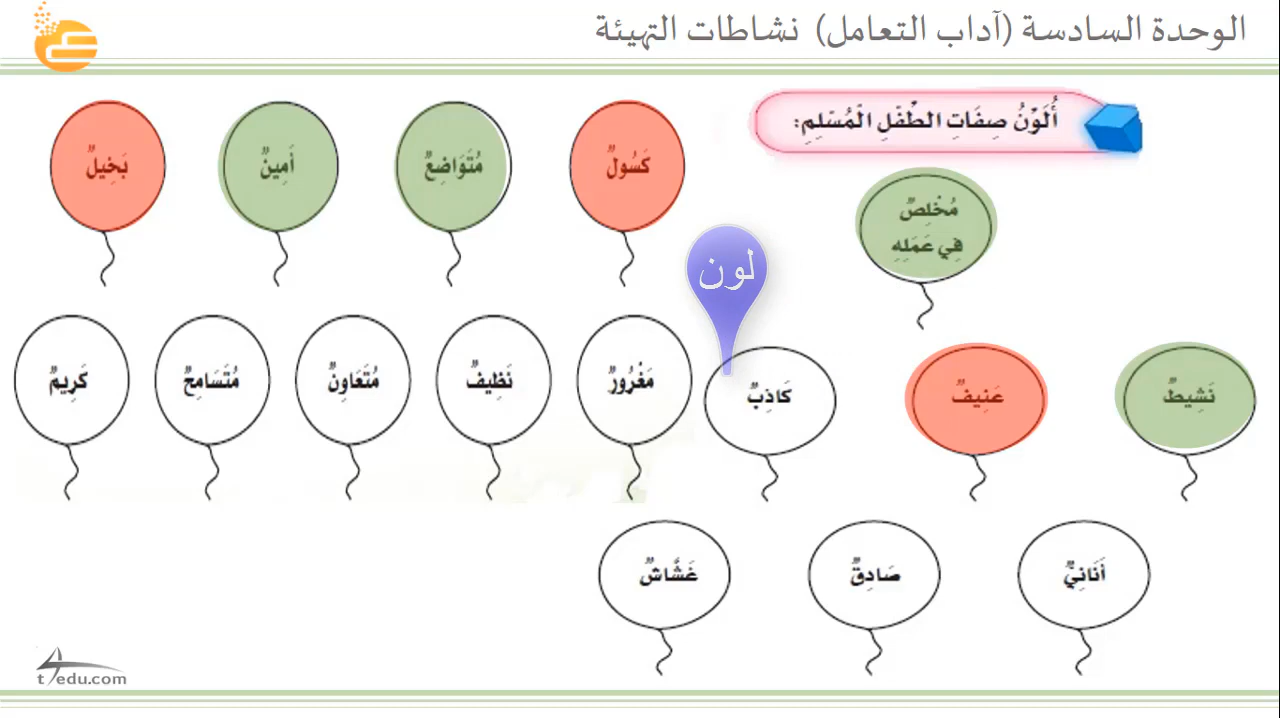 الوحدة السادسة (آداب التعامل) نشاطات التهيئة
أُلَوِّنُ صِفَاتِ الطِّفْلِ الْمُسْلِمِ:
كَسُولٌ
مُتَوَاضِعٌ
أَمِينٌ
بَخِيلٌ
مُخْلِصٌ
فِي عَمَلِهِ
لون
نَشِيطٌ
عَنِيفٌ
كَاذِبٌ
مَغْرُورٌ
نَظِيفٌ
مُتَعَاوِنٌ
مُتَسَامِحٌ
كَرِيمٌ
أَنَانِيٌّ
صَادِقٌ
غَشَّاشٌ
t4edu.com